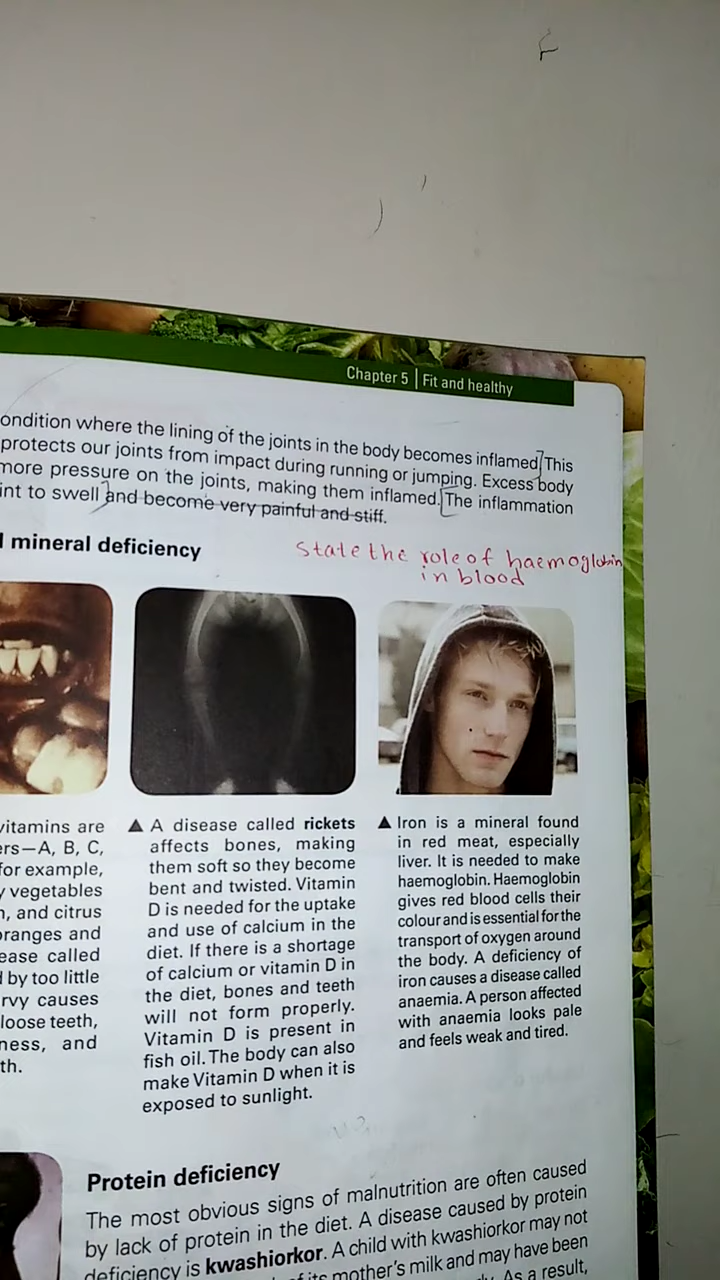 Chapter 5 | Fit and healthy
ondition where the lining of the joints in the body becomes inflamed. This
protects our joints from impact during running or jumping. Excess body
more pressure on the joints, making them inflamed. The inflammation
int to swell and become very painful and stiff.
mineral deficiency
State the role of haemoglobin
in blood
vitamins are
ers—A, B, C,
for example,
y vegetables
n, and citrus
oranges and
ease called
d by too little
rvy causes
loose teeth,
ness, and
th.
▲ A disease called rickets
affects bones, making
them soft so they become
bent and twisted. Vitamin
D is needed for the uptake
and use of calcium in the
diet. If there is a shortage
of calcium or vitamin D in
the diet, bones and teeth
will not form properly.
Vitamin D is present in
fish oil. The body can also
make Vitamin D when it is
exposed to sunlight.
▲ Iron is a mineral found
in red meat, especially
liver. It is needed to make
haemoglobin. Haemoglobin
gives red blood cells their
colour and is essential for the
transport of oxygen around
the body. A deficiency of
iron causes a disease called
anaemia. A person affected
with anaemia looks pale
and feels weak and tired.
Protein deficiency
The most obvious signs of malnutrition are often caused
by lack of protein in the diet. A disease caused by protein
deficiency is kwashiorkor. A child with kwashiorkor may not
of its mother's milk and may have been
As a result,